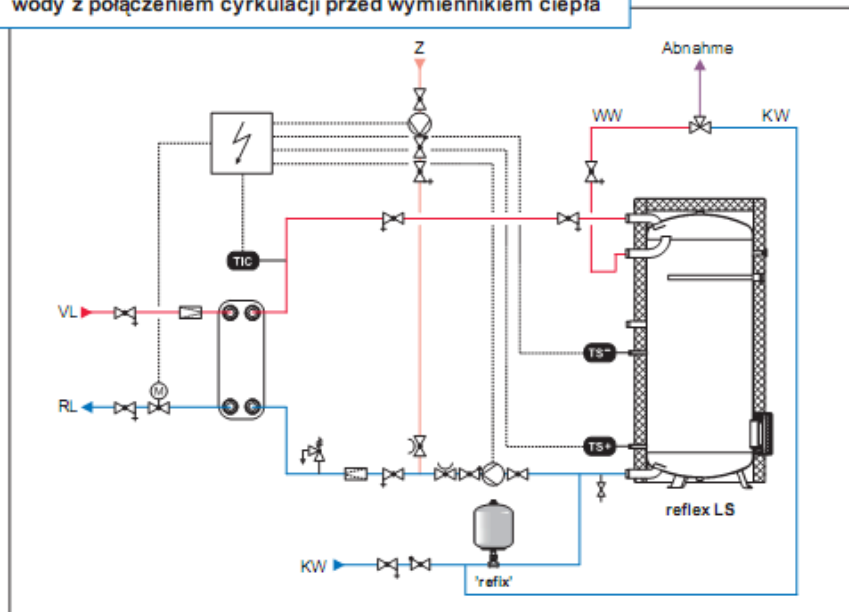 wody z połączeniem cyrkulacji przed wymiennikiem ciepła
Z
Abnahme
WW
KW
TIC
VL
TS-
M
RL
TS+
reflex LS
KW
'refix'